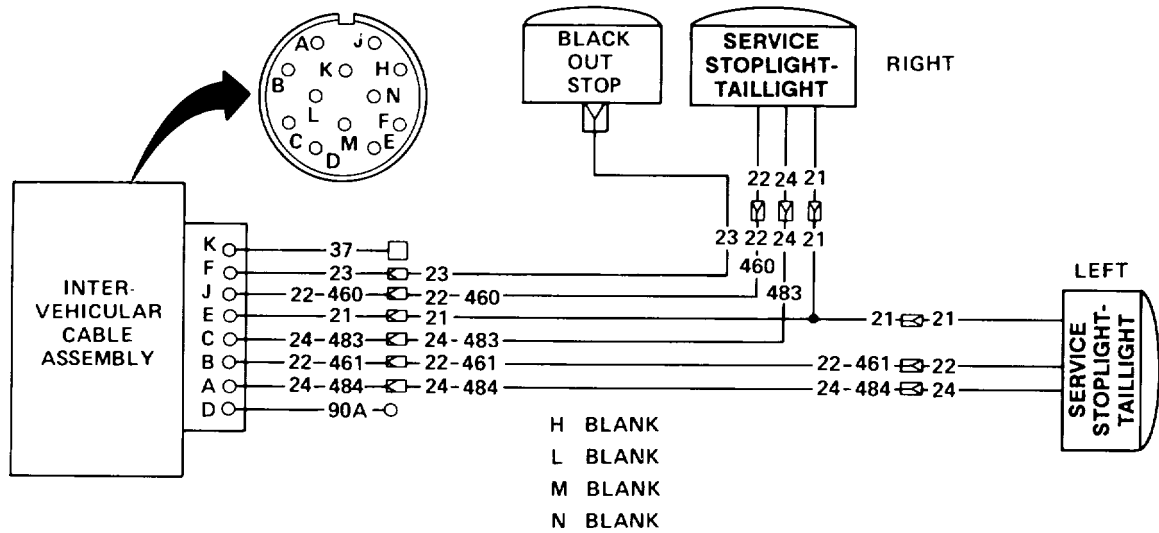 A J
B K H
L N
C D M E F
BLACK
OUT
STOP
SERVICE
STOPLIGHT-
TAILLIGHT
RIGHT
22 24 21
23 22 24 21
460
483
INTER-
VEHICULAR
CABLE
ASSEMBLY
K 37
F 23 23
J 22-460 22-460
E 21 21 21 21
C 24-483 24-483
B 22-461 22-461 22-461 22
A 24-484 24-484 24-484 24
D 90A
LEFT
SERVICE
STOPLIGHT-
TAILLIGHT
H BLANK
L BLANK
M BLANK
N BLANK